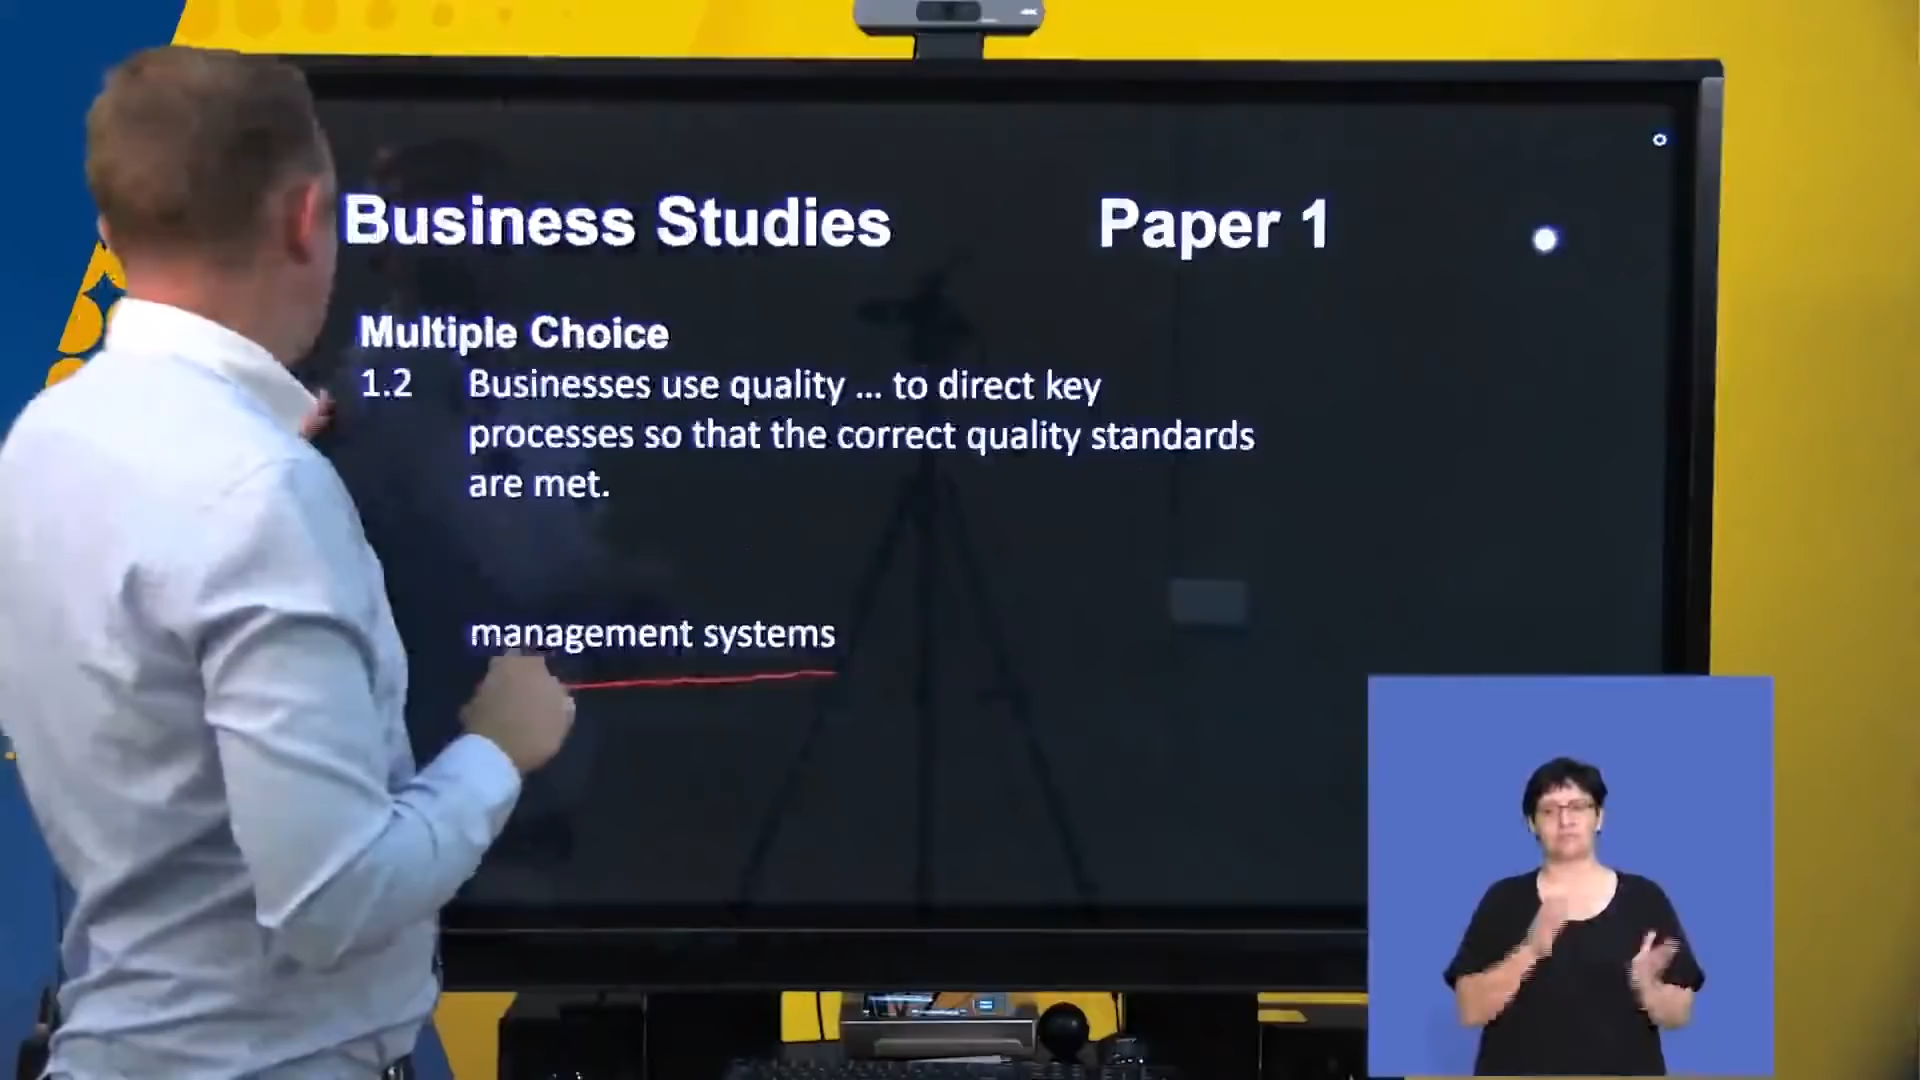 Business Studies Paper 1
Multiple Choice
1.2 Businesses use quality ... to direct key
processes so that the correct quality standards
are met.
management systems